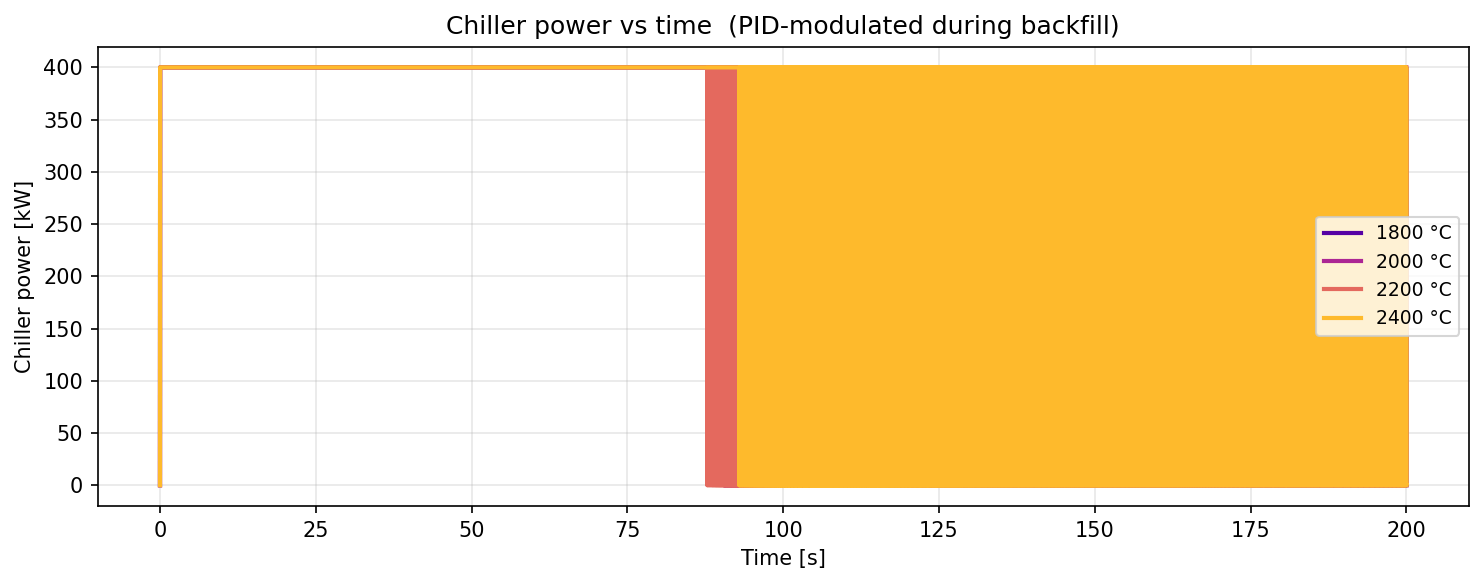 Chiller power vs time  (PID-modulated during backfill)
400
350
300
250
200
150
100
50
0
Chiller power [kW]
1800 °C
2000 °C
2200 °C
2400 °C
0
25
50
75
100
125
150
175
200
Time [s]